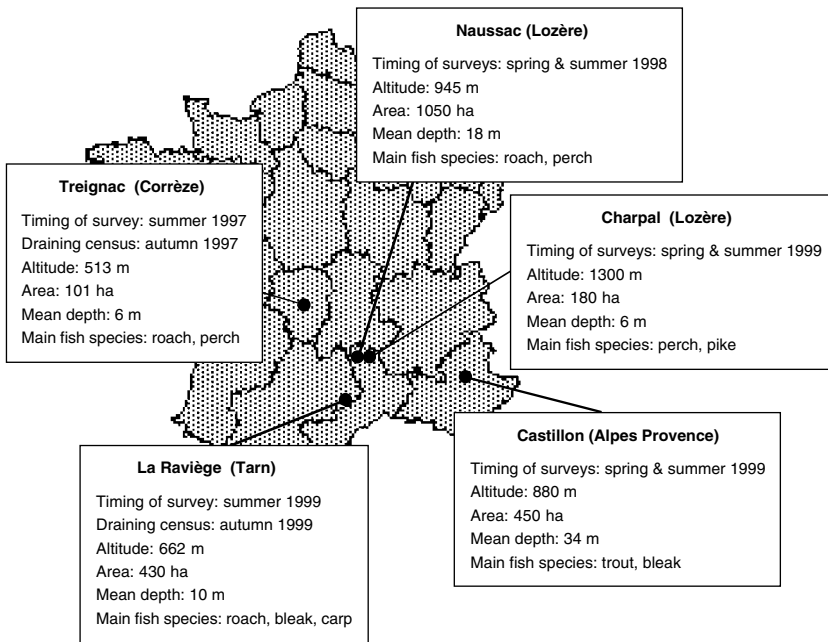 Naussac (Lozère)
Timing of surveys: spring & summer 1998
Altitude: 945 m
Area: 1050 ha
Mean depth: 18 m
Main fish species: roach, perch
Treignac (Corrèze)
Timing of survey: summer 1997
Draining census: autumn 1997
Altitude: 513 m
Area: 101 ha
Mean depth: 6 m
Main fish species: roach, perch
Charpal (Lozère)
Timing of surveys: spring & summer 1999
Altitude: 1300 m
Area: 180 ha
Mean depth: 6 m
Main fish species: perch, pike
La Raviège (Tarn)
Timing of survey: summer 1999
Draining census: autumn 1999
Altitude: 662 m
Area: 430 ha
Mean depth: 10 m
Main fish species: roach, bleak, carp
Castillon (Alpes Provence)
Timing of surveys: spring & summer 1999
Altitude: 880 m
Area: 450 ha
Mean depth: 34 m
Main fish species: trout, bleak